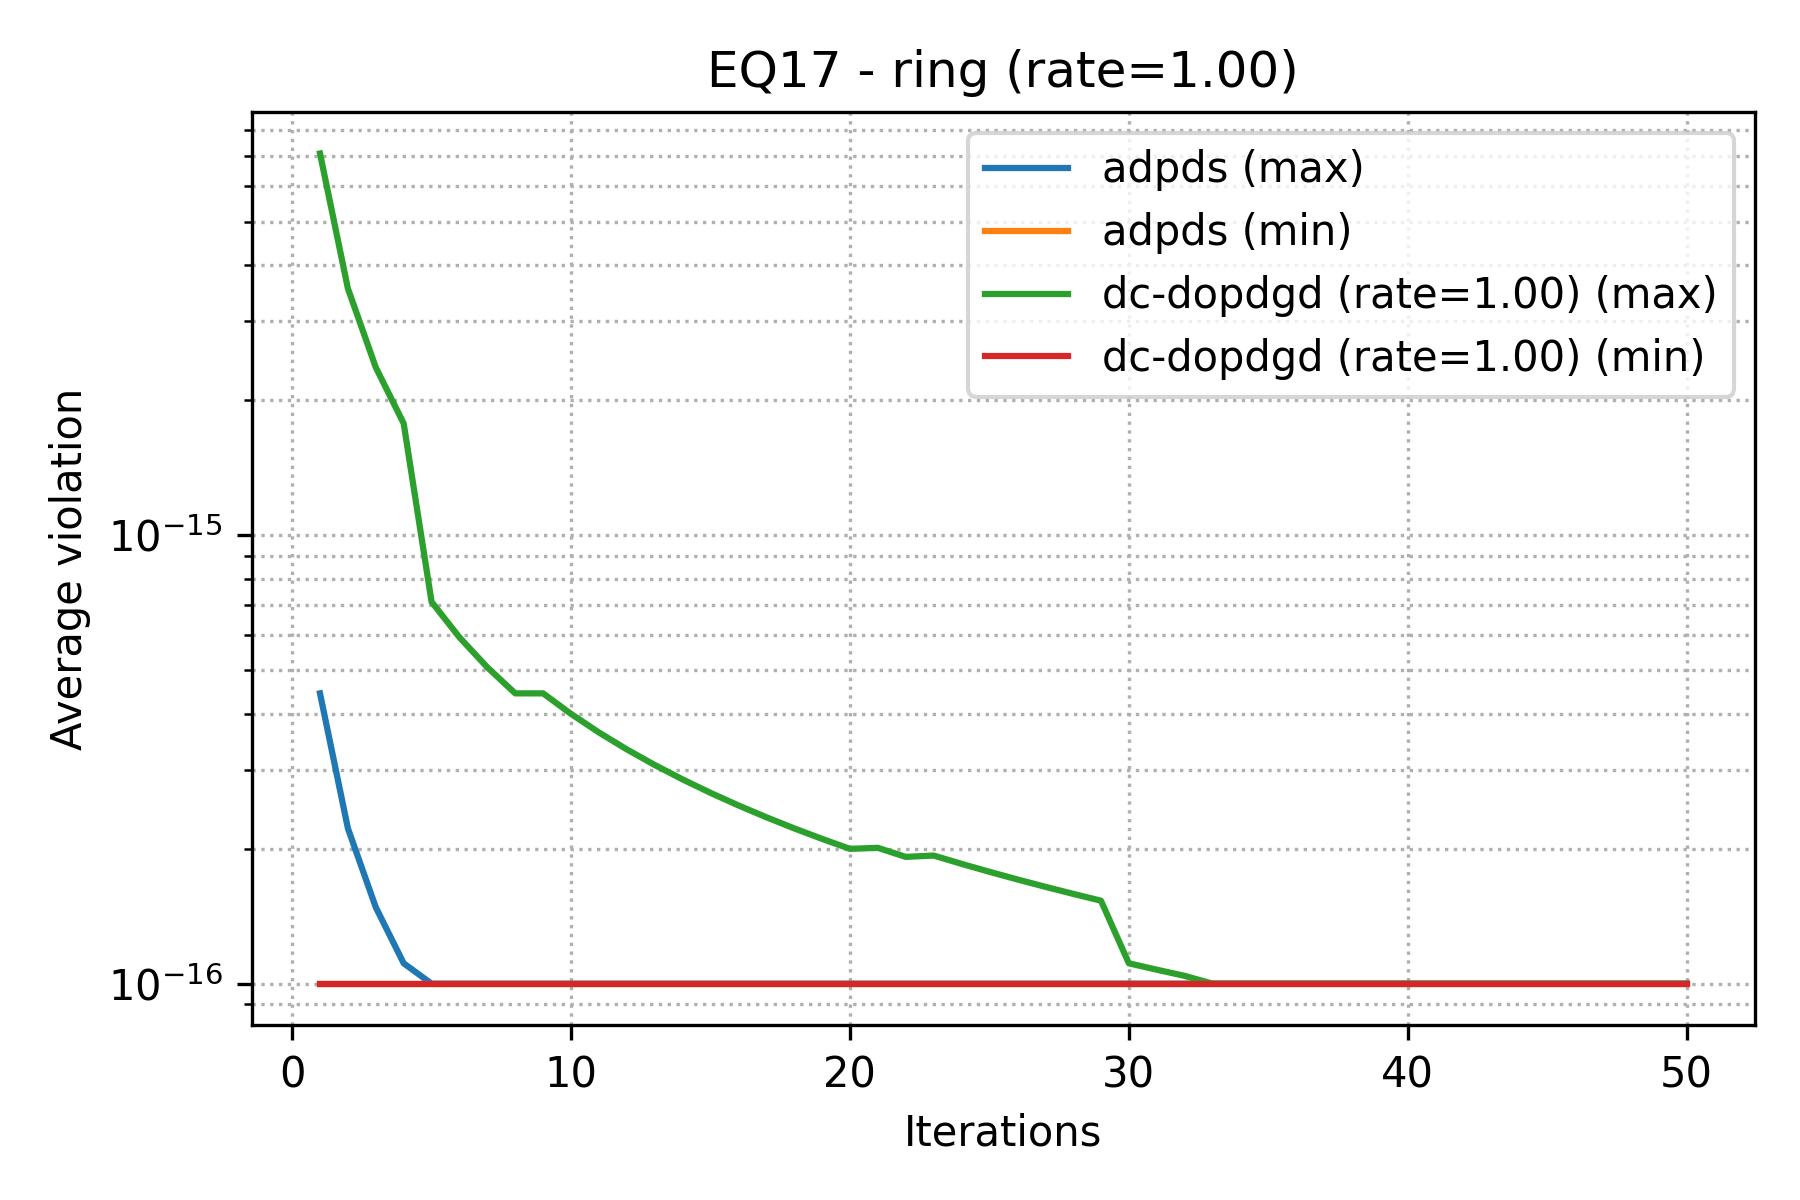 EQ17 - ring (rate=1.00)
adpds (max)
adpds (min)
dc-dopdgd (rate=1.00) (max)
dc-dopdgd (rate=1.00) (min)
Average violation
10⁻¹⁵
10⁻¹⁶
0 10 20 30 40 50
Iterations